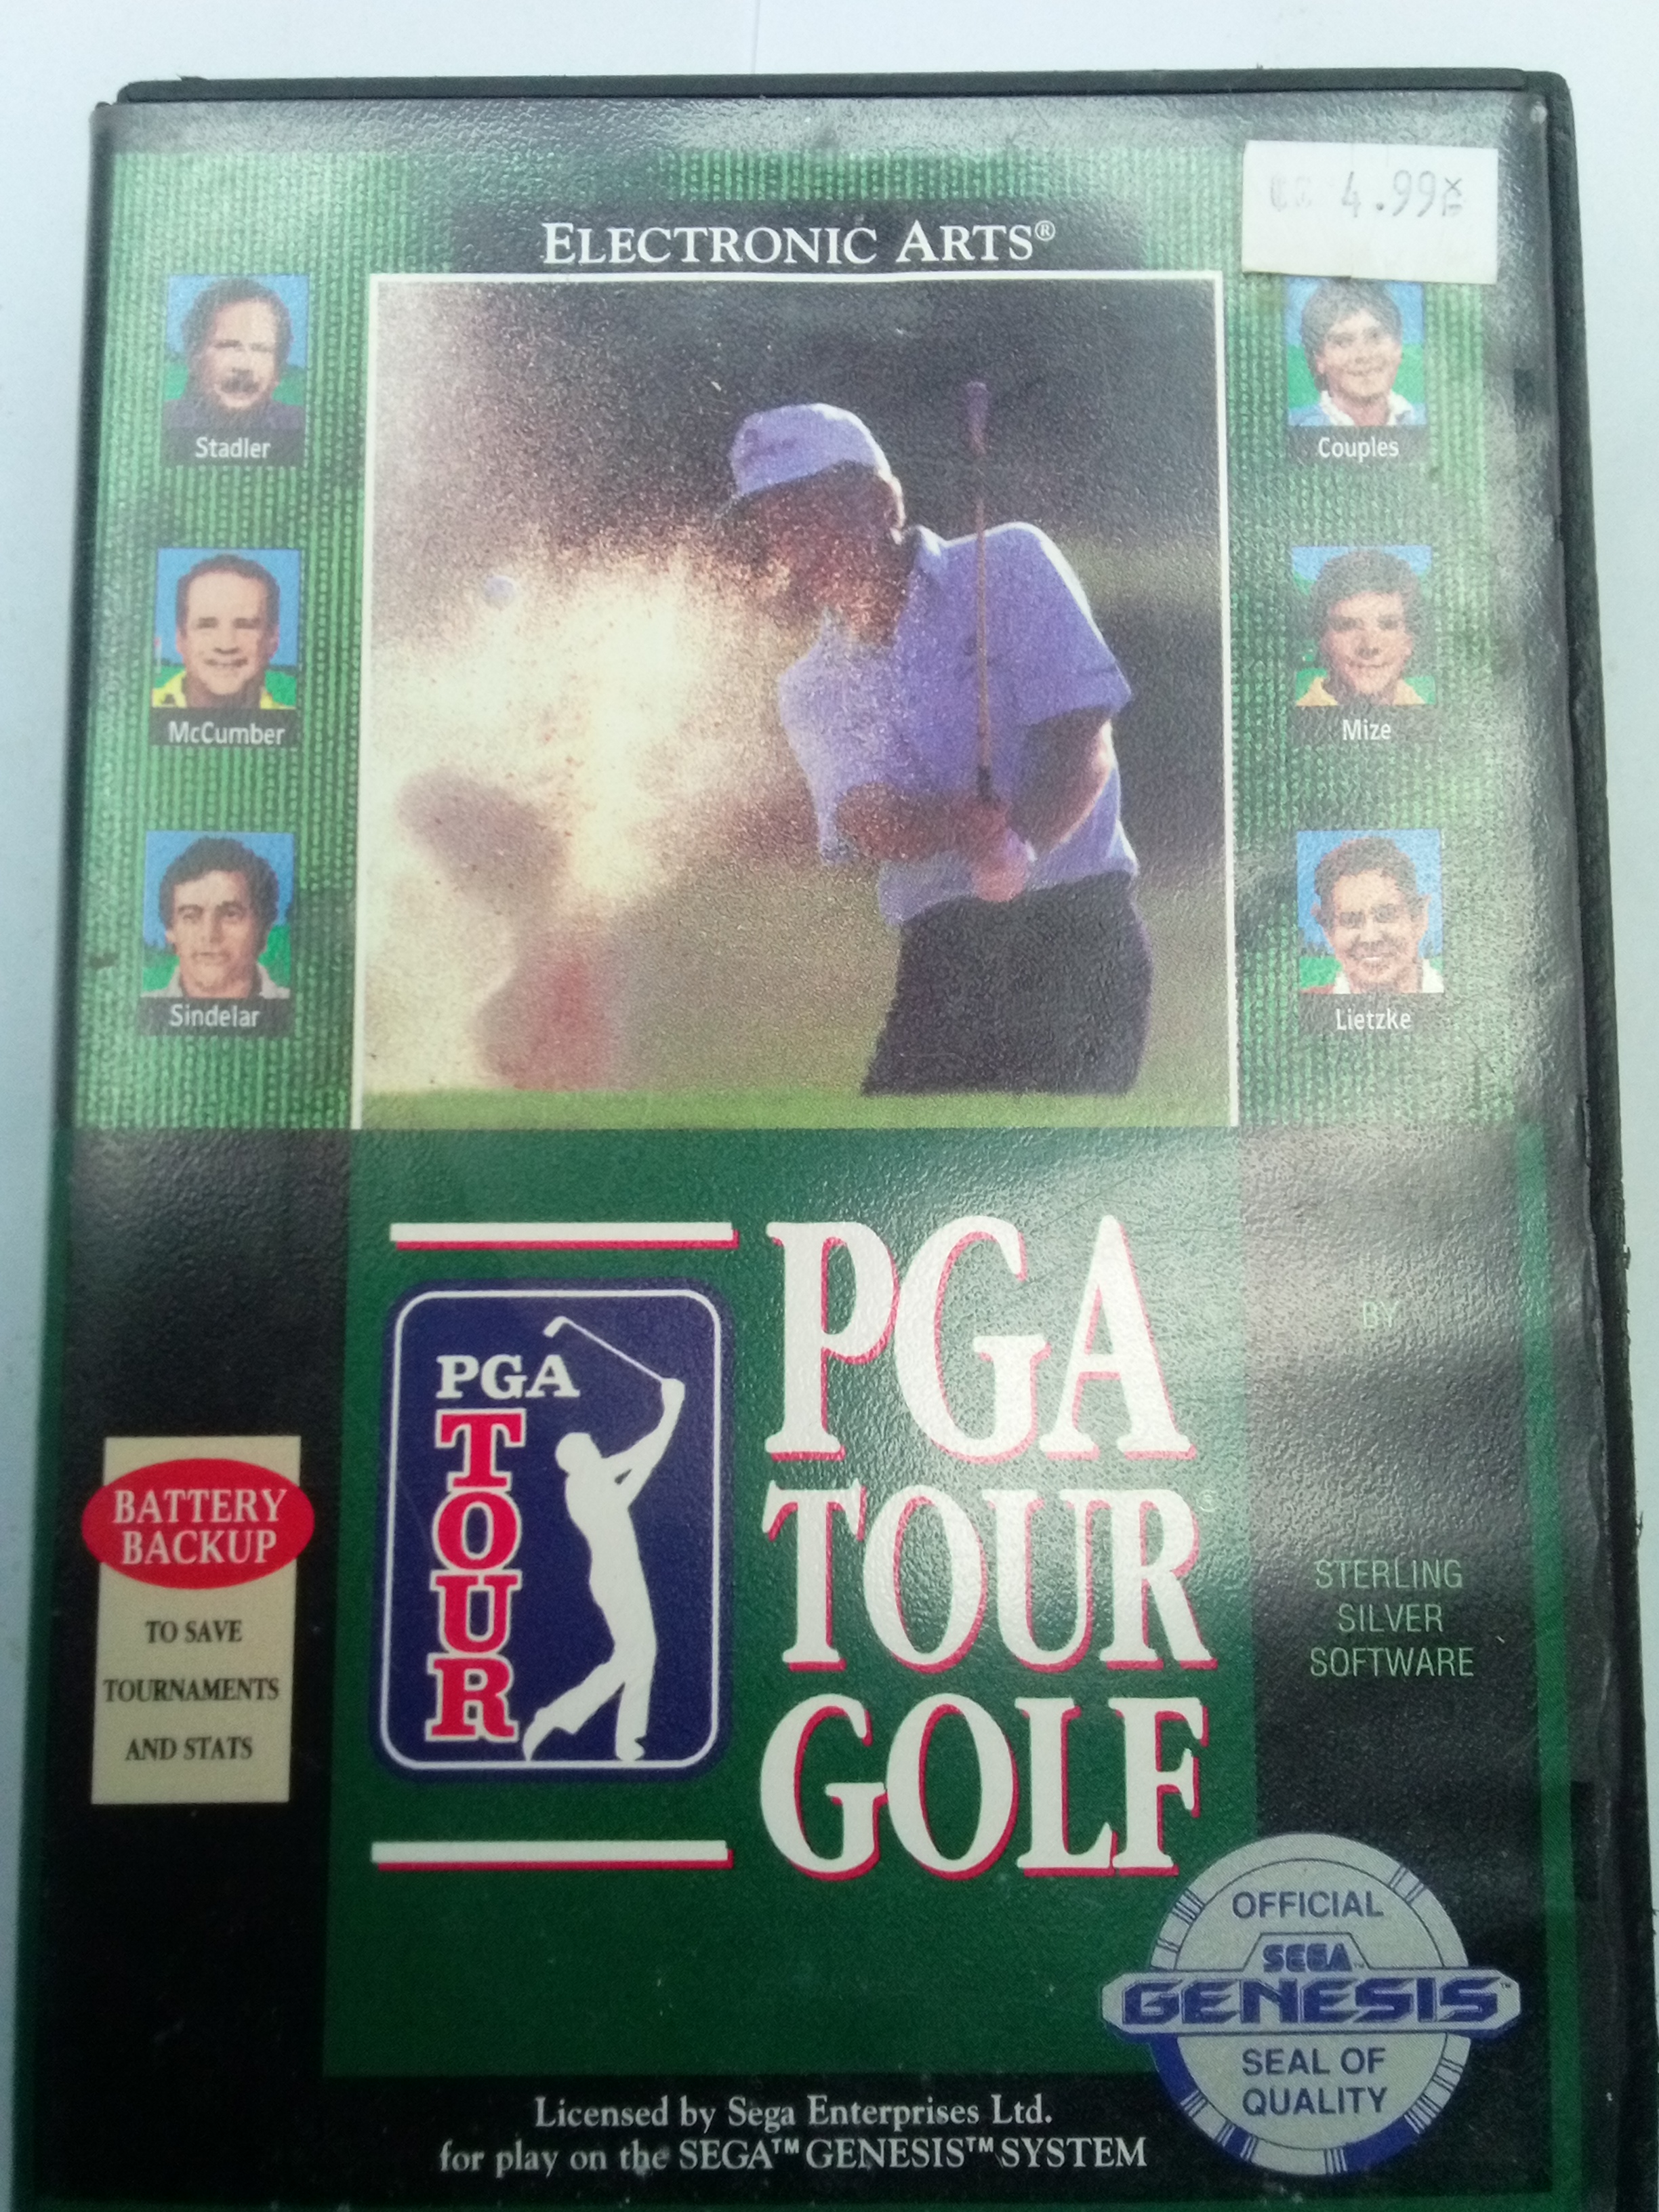 ELECTRONIC ARTS®
4.99
Stadler
Couples
McCumber
Mize
Sindelar
Lietzke
PGA
TOUR
PGA
TOUR
GOLF
BY
STERLING
SILVER
SOFTWARE
BATTERY
BACKUP
TO SAVE
TOURNAMENTS
AND STATS
OFFICIAL
SEGA™
GENESIS™
SEAL OF
QUALITY
Licensed by Sega Enterprises Ltd.
for play on the SEGA™ GENESIS™ SYSTEM